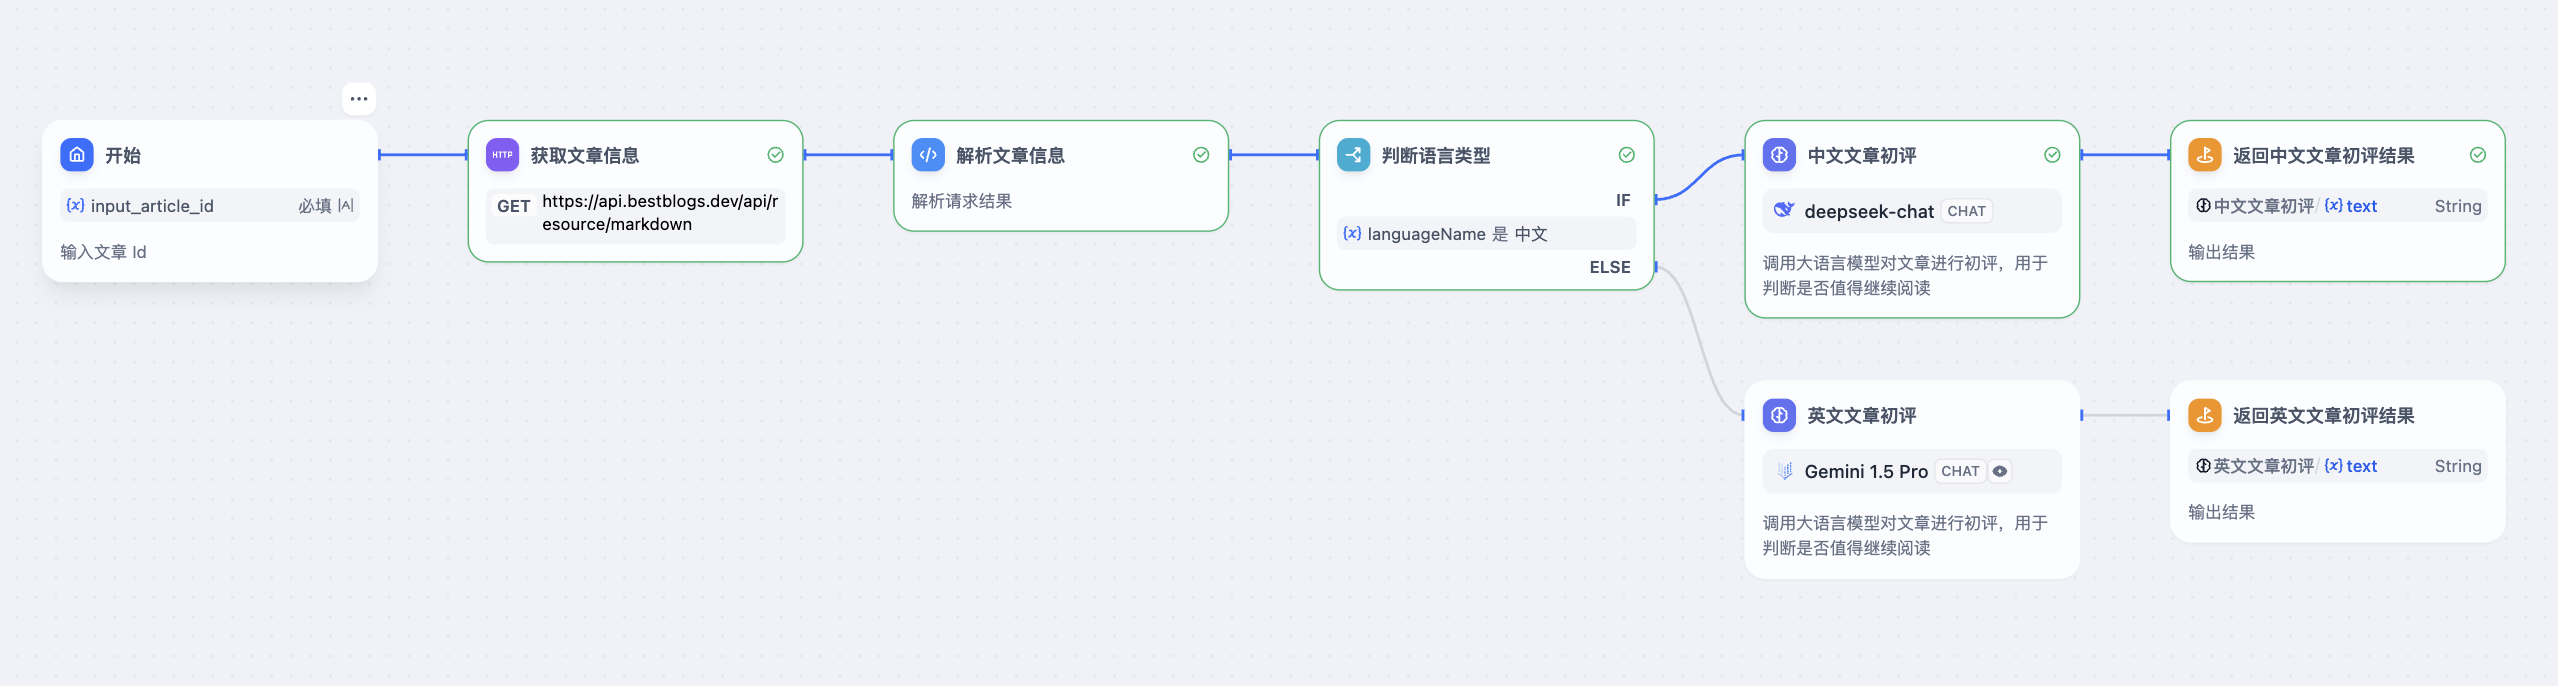 开始
{x} input_article_id 必填
输入文章 Id
HTTP 获取文章信息
GET https://api.bestblogs.dev/api/r
esource/markdown
解析文章信息
解析请求结果
判断语言类型
IF
{x} languageName 是 中文
ELSE
中文文章初评
deepseek-chat CHAT
调用大语言模型对文章进行初评，用于
判断是否值得继续阅读
返回中文文章初评结果
中文文章初评 / {x} text String
输出结果
英文文章初评
Gemini 1.5 Pro CHAT
调用大语言模型对文章进行初评，用于
判断是否值得继续阅读
返回英文文章初评结果
英文文章初评 / {x} text String
输出结果